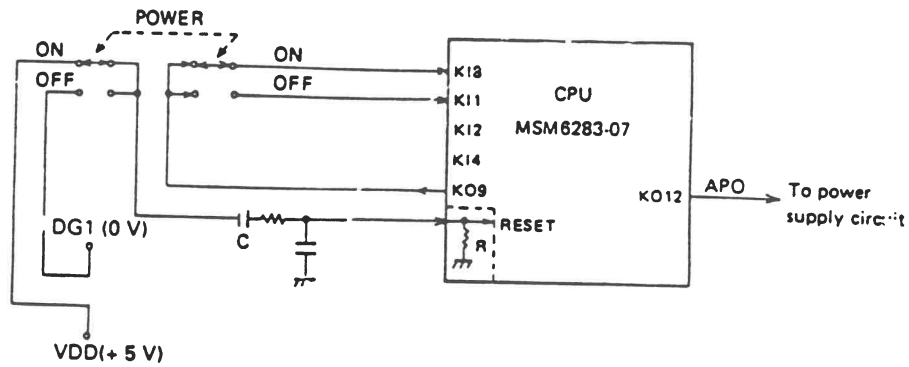 POWER
ON
OFF
ON
OFF
KI3
KI1
KI2
KI4
KO9
CPU
MSM6283-07
KO12
APO
To power
supply circuit
DG1 (0 V)
C
R
RESET
VDD(+ 5 V)